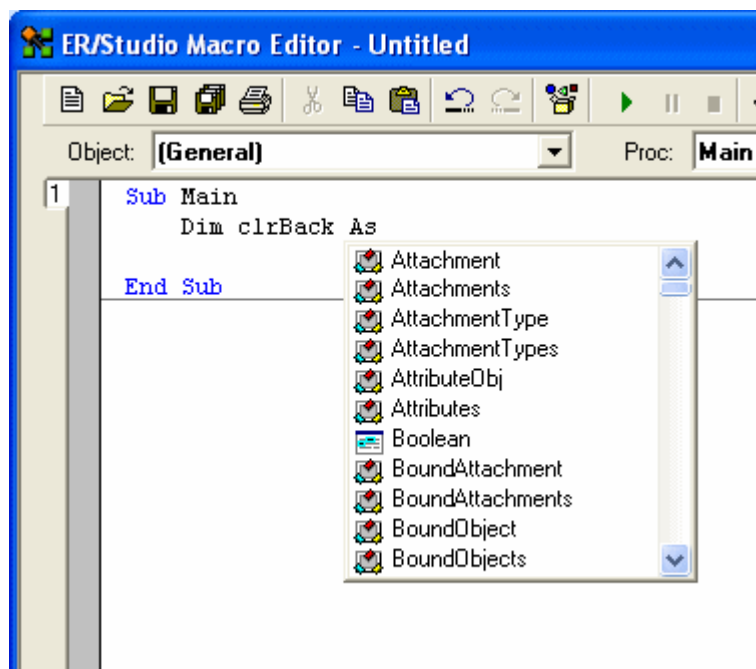 ER/Studio Macro Editor - Untitled
Object: (General) Proc: Main
1
Sub Main
Dim clrBack As
End Sub
Attachment
Attachments
AttachmentType
AttachmentTypes
AttributeObj
Attributes
Boolean
BoundAttachment
BoundAttachments
BoundObject
BoundObjects